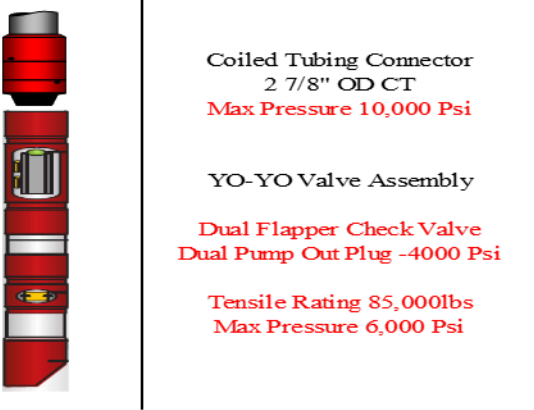 Coiled Tubing Connector
2 7/8" OD CT
Max Pressure 10,000 Psi
YO-YO Valve Assembly
Dual Flapper Check Valve
Dual Pump Out Plug -4000 Psi
Tensile Rating 85,000lbs
Max Pressure 6,000 Psi